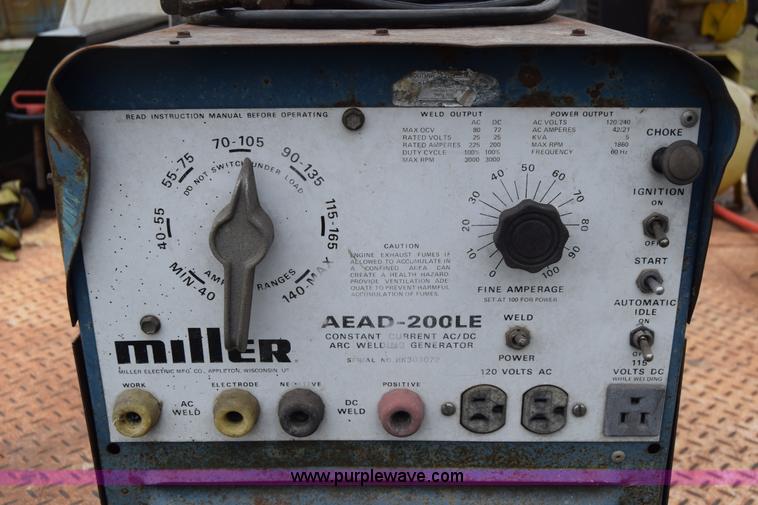 READ INSTRUCTION MANUAL BEFORE OPERATING
WELD OUTPUT
AC DC
MAX OCV 80 72
RATED VOLTS 25 25
RATED AMPERES 225 200
DUTY CYCLE 100% 100%
MAX RPM 3000 3000
POWER OUTPUT
AC VOLTS 120/240
AC AMPERES 42/21
KVA 5
MAX RPM 1860
FREQUENCY 60 Hz
CHOKE
IGNITION
ON
OFF
START
AUTOMATIC
IDLE
ON
OFF
MIN-40
40-55
55-75
70-105
90-135
115-165
140-MAX
DO NOT SWITCH UNDER LOAD
RANGES
CAUTION
ENGINE EXHAUST FUMES IF
ALLOWED TO ACCUMULATE IN
A CONFINED AREA CAN
CREATE A HEALTH HAZARD
PROVIDE VENTILATION ADE-
QUATE TO PREVENT HARMFUL
ACCUMULATION OF FUMES.
0 10 20 30 40 50 60 70 80 90 100
FINE AMPERAGE
SET AT 100 FOR POWER
AEAD-200LE
CONSTANT CURRENT AC/DC
ARC WELDING GENERATOR
SERIAL NO.
miller
MILLER ELECTRIC MFG CO., APPLETON, WISCONSIN
WELD
POWER
120 VOLTS AC
115
VOLTS DC
WHILE WELDING
WORK
AC
WELD
ELECTRODE
NEGATIVE
DC
WELD
POSITIVE
www.purplewave.com